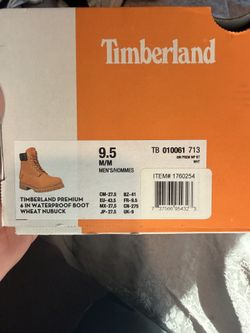 Timberland
9.5
M/M
MEN'S/HOMMES
TB 010061 713
WHT
ITEM# 1760254
CM-27.5 BZ-41
EU-43.5 FR-9.5
MX-27.5 CN-275
JP-27.5 UK-9
TIMBERLAND PREMIUM
6 IN WATERPROOF BOOT
WHEAT NUBUCK